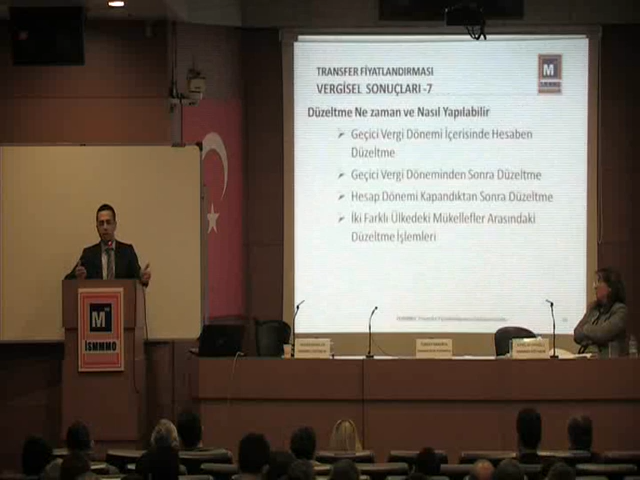 TRANSFER FİYATLANDIRMASI
VERGİSEL SONUÇLARI -7
Düzeltme Ne zaman ve Nasıl Yapılabilir
Geçici Vergi Dönemi İçerisinde Hesaben
Düzeltme
Geçici Vergi Döneminden Sonra Düzeltme
Hesap Dönemi Kapandıktan Sonra Düzeltme
İki Farklı Ülkedeki Mükellefler Arasındaki
Düzeltme İşlemleri
M
İSMMMO
M
İSMMMO